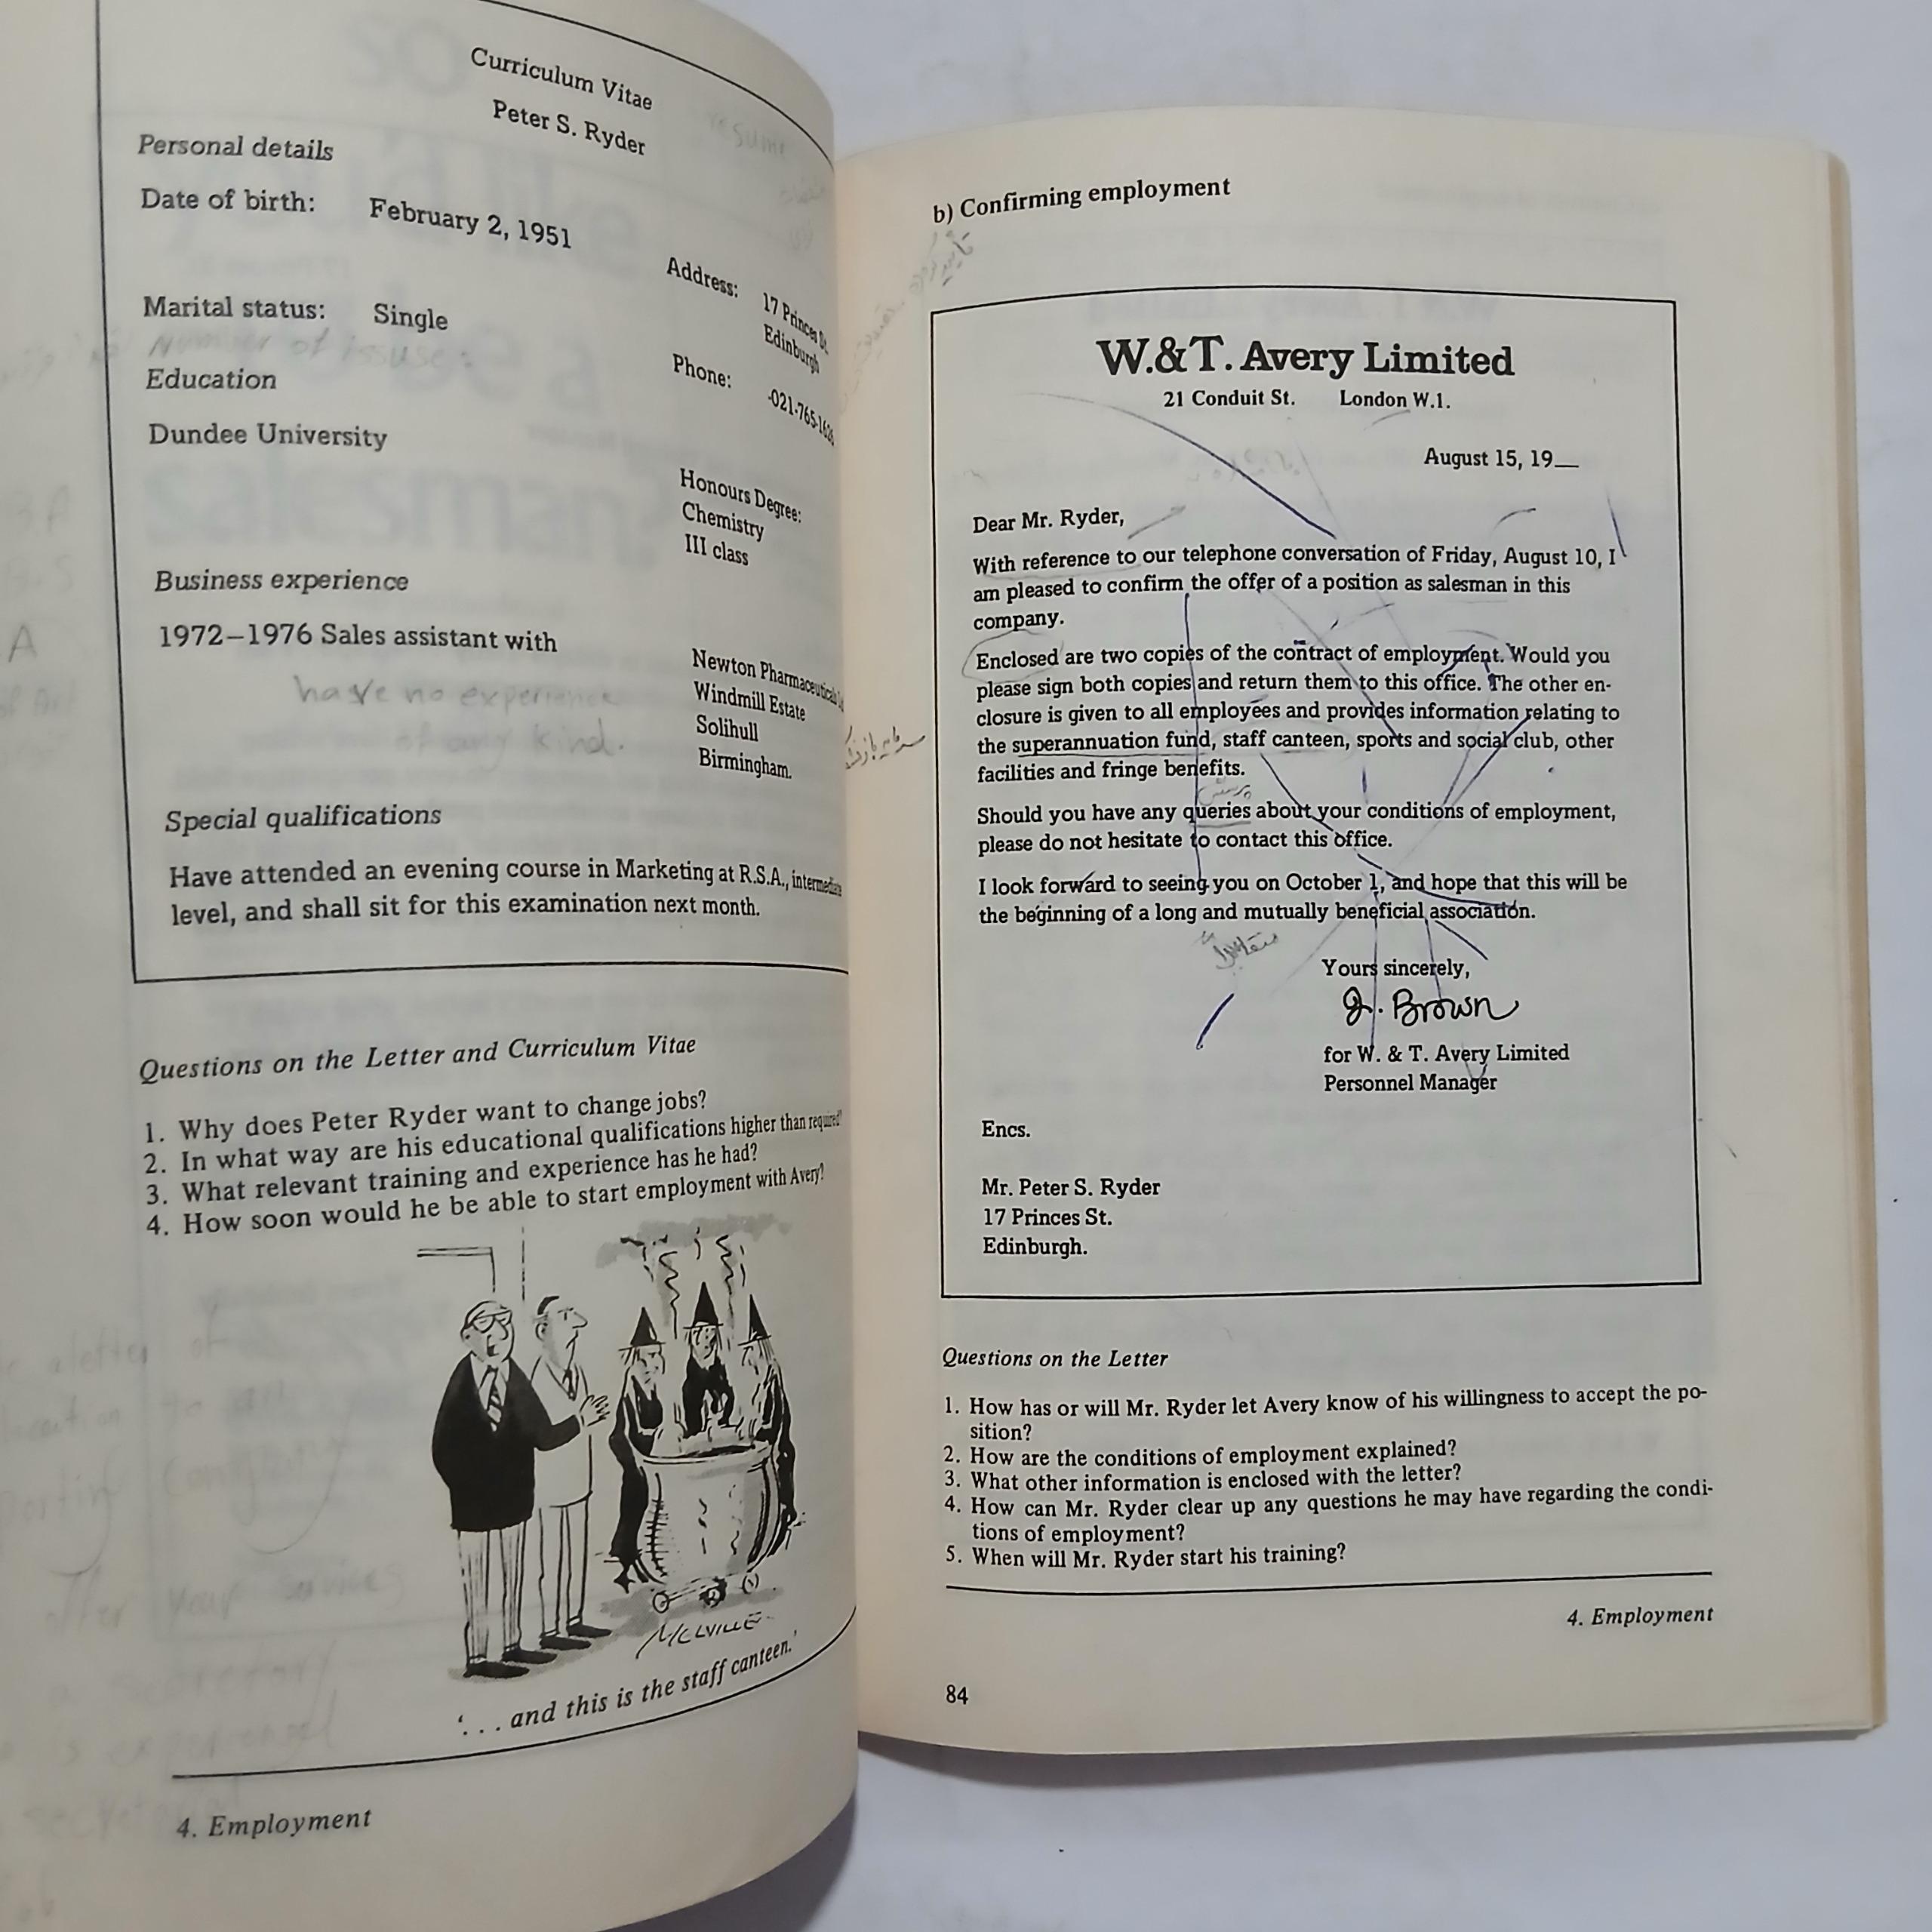 Curriculum Vitae
Peter S. Ryder
Personal details
Date of birth: February 2, 1951
Address: 17 Princes St.
Edinburgh
Marital status: Single
Phone: -021-765-1626
Number of issuse:
Education
Dundee University
Honours Degree:
Chemistry
III class
Business experience
1972–1976 Sales assistant with
Newton Pharmaceuticals
Windmill Estate
Solihull
Birmingham.
have no experience
of any kind.
Special qualifications
Have attended an evening course in Marketing at R.S.A., intermediate
level, and shall sit for this examination next month.
Questions on the Letter and Curriculum Vitae
1. Why does Peter Ryder want to change jobs?
2. In what way are his educational qualifications higher than required?
3. What relevant training and experience has he had?
4. How soon would he be able to start employment with Avery?
MELVILLE
'. . . and this is the staff canteen.'
4. Employment
b) Confirming employment
W.&T. Avery Limited
21 Conduit St. London W.1.
August 15, 19__
Dear Mr. Ryder,
With reference to our telephone conversation of Friday, August 10, I
am pleased to confirm the offer of a position as salesman in this
company.
Enclosed are two copies of the contract of employment. Would you
please sign both copies and return them to this office. The other en-
closure is given to all employees and provides information relating to
the superannuation fund, staff canteen, sports and social club, other
facilities and fringe benefits.
پرسش
Should you have any queries about your conditions of employment,
please do not hesitate to contact this office.
I look forward to seeing you on October 1, and hope that this will be
the beginning of a long and mutually beneficial association.
Yours sincerely,
J. Brown
for W. & T. Avery Limited
Personnel Manager
Encs.
Mr. Peter S. Ryder
17 Princes St.
Edinburgh.
Questions on the Letter
1. How has or will Mr. Ryder let Avery know of his willingness to accept the po-
sition?
2. How are the conditions of employment explained?
3. What other information is enclosed with the letter?
4. How can Mr. Ryder clear up any questions he may have regarding the condi-
tions of employment?
5. When will Mr. Ryder start his training?
4. Employment
84